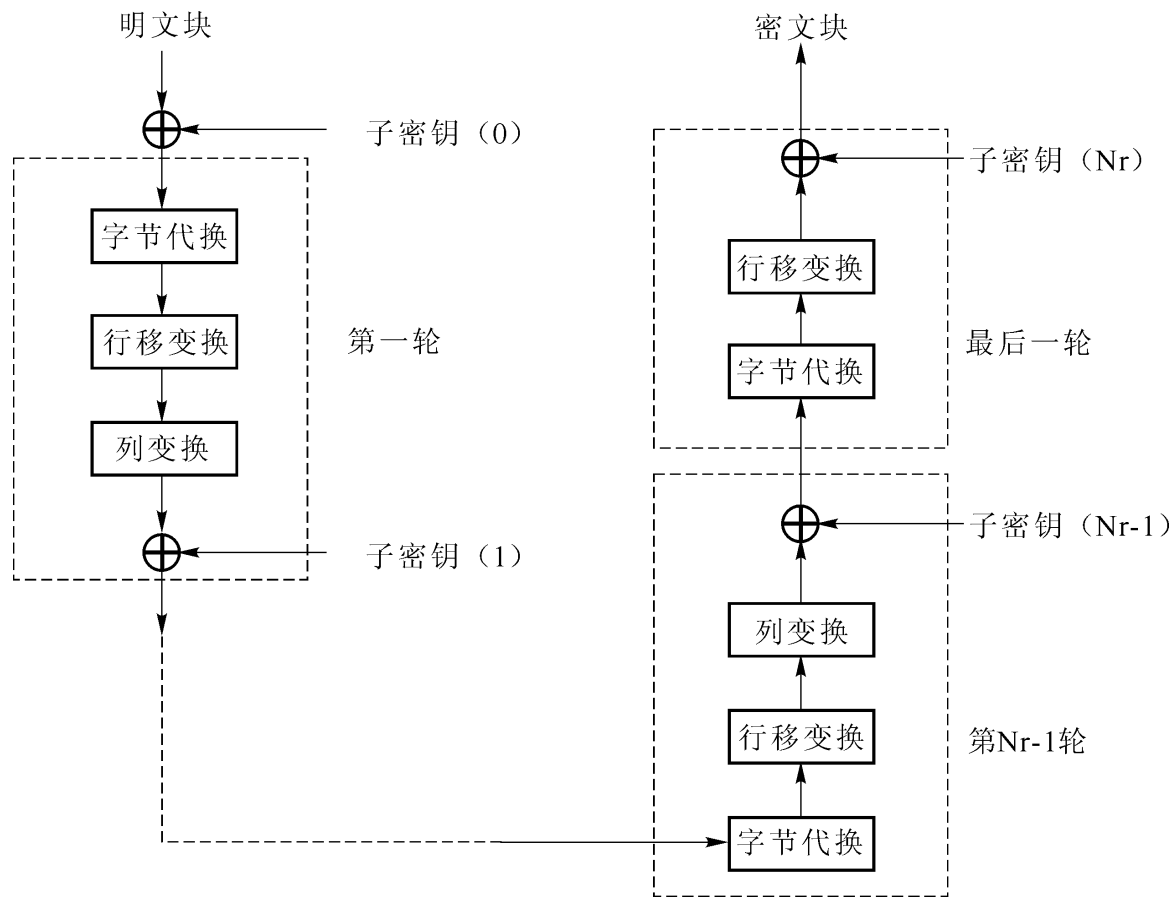 明文块
子密钥（0）
字节代换
行移变换
第一轮
列变换
子密钥（1）
密文块
子密钥（Nr）
行移变换
最后一轮
字节代换
子密钥（Nr-1）
列变换
行移变换
第Nr-1轮
字节代换